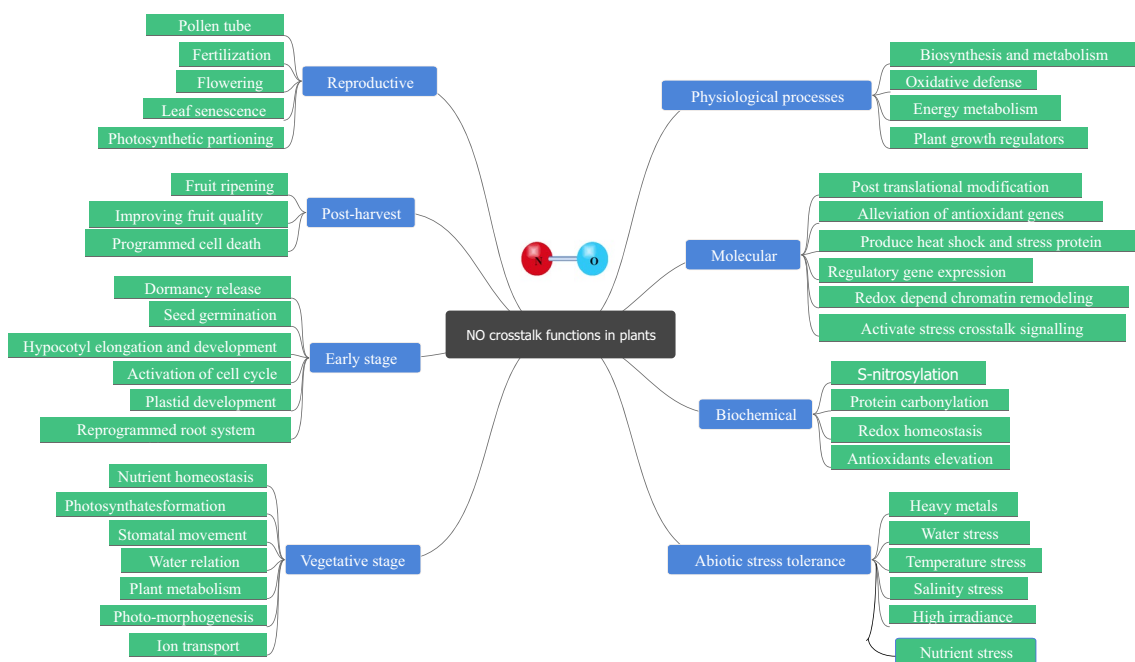 Pollen tube
Fertilization
Flowering
Leaf senescence
Photosynthetic partioning
Reproductive
Fruit ripening
Improving fruit quality
Programmed cell death
Post-harvest
Dormancy release
Seed germination
Hypocotyl elongation and development
Activation of cell cycle
Plastid development
Reprogrammed root system
Early stage
Nutrient homeostasis
Photosynthatesformation
Stomatal movement
Water relation
Plant metabolism
Photo-morphogenesis
Ion transport
Vegetative stage
N
O
NO crosstalk functions in plants
Physiological processes
Biosynthesis and metabolism
Oxidative defense
Energy metabolism
Plant growth regulators
Molecular
Post translational modification
Alleviation of antioxidant genes
Produce heat shock and stress protein
Regulatory gene expression
Redox depend chromatin remodeling
Activate stress crosstalk signalling
Biochemical
S-nitrosylation
Protein carbonylation
Redox homeostasis
Antioxidants elevation
Abiotic stress tolerance
Heavy metals
Water stress
Temperature stress
Salinity stress
High irradiance
Nutrient stress